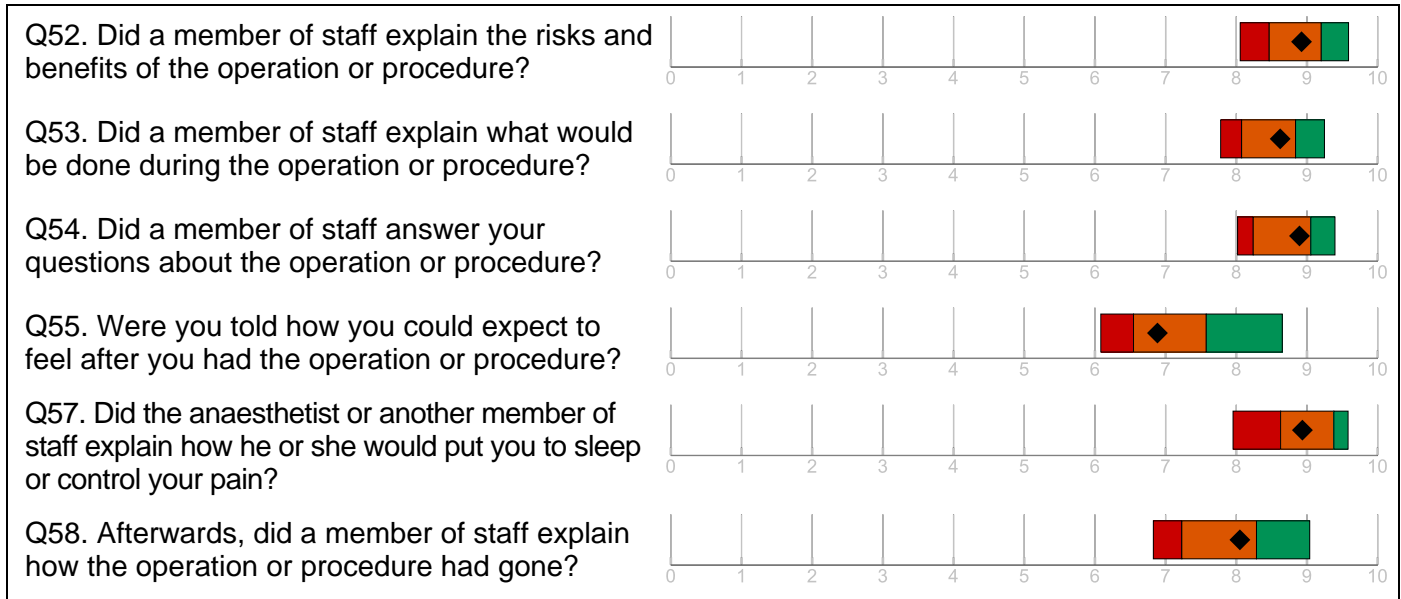 Q52. Did a member of staff explain the risks and
benefits of the operation or procedure?
0 1 2 3 4 5 6 7 8 9 10
Q53. Did a member of staff explain what would
be done during the operation or procedure?
0 1 2 3 4 5 6 7 8 9 10
Q54. Did a member of staff answer your
questions about the operation or procedure?
0 1 2 3 4 5 6 7 8 9 10
Q55. Were you told how you could expect to
feel after you had the operation or procedure?
0 1 2 3 4 5 6 7 8 9 10
Q57. Did the anaesthetist or another member of
staff explain how he or she would put you to sleep
or control your pain?
0 1 2 3 4 5 6 7 8 9 10
Q58. Afterwards, did a member of staff explain
how the operation or procedure had gone?
0 1 2 3 4 5 6 7 8 9 10